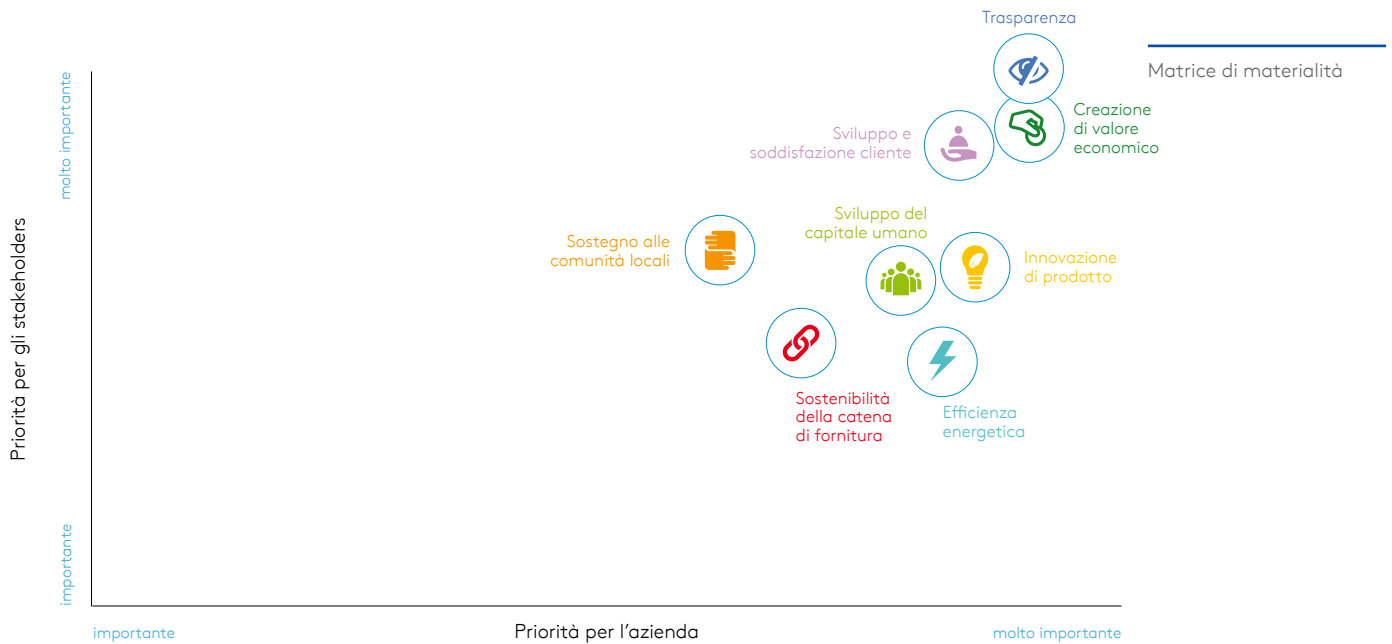 Trasparenza
Matrice di materialità
molto importante
Creazione
di valore
economico
Sviluppo e
soddisfazione cliente
Sviluppo del
capitale umano
Sostegno alle
comunità locali
Innovazione
di prodotto
Priorità per gli stakeholders
Sostenibilità
della catena
di fornitura
Efficienza
energetica
importante
importante
Priorità per l'azienda
molto importante